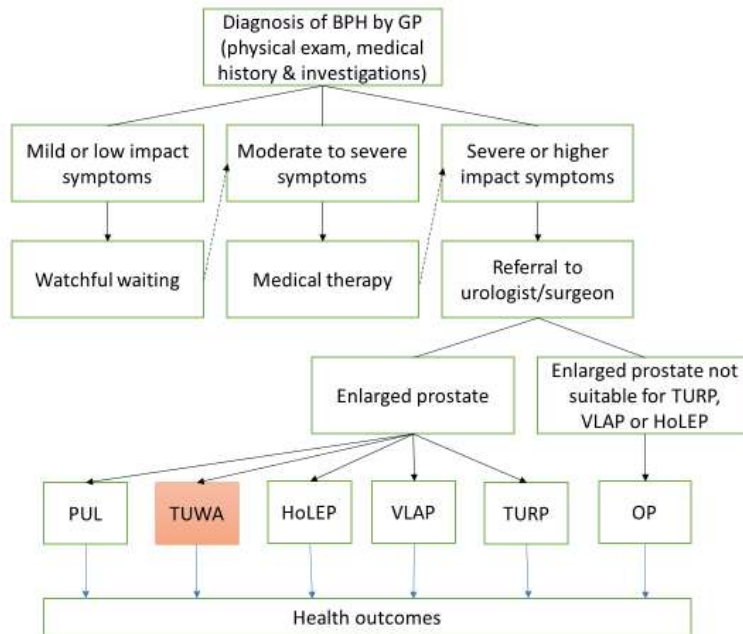 Diagnosis of BPH by GP
(physical exam, medical
history & investigations)
Mild or low impact
symptoms
Moderate to severe
symptoms
Severe or higher
impact symptoms
Watchful waiting
Medical therapy
Referral to
urologist/surgeon
Enlarged prostate
Enlarged prostate not
suitable for TURP,
VLAP or HoLEP
PUL
TUWA
HoLEP
VLAP
TURP
OP
Health outcomes